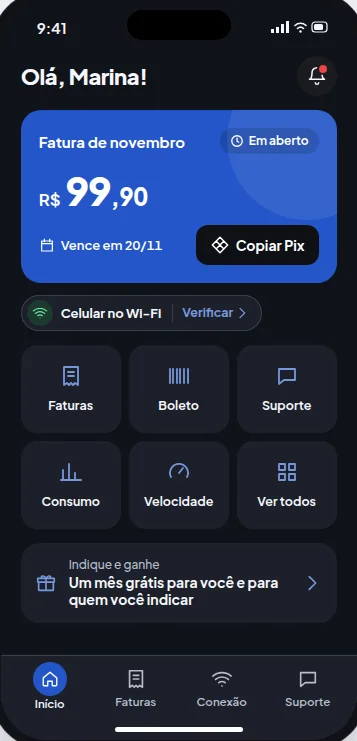 9:41
Olá, Marina!
Fatura de novembro
Em aberto
R$ 99,90
Vence em 20/11
Copiar Pix
Celular no Wi-Fi
Verificar
Faturas
Boleto
Suporte
Consumo
Velocidade
Ver todos
Indique e ganhe
Um mês grátis para você e para
quem você indicar
Início
Faturas
Conexão
Suporte